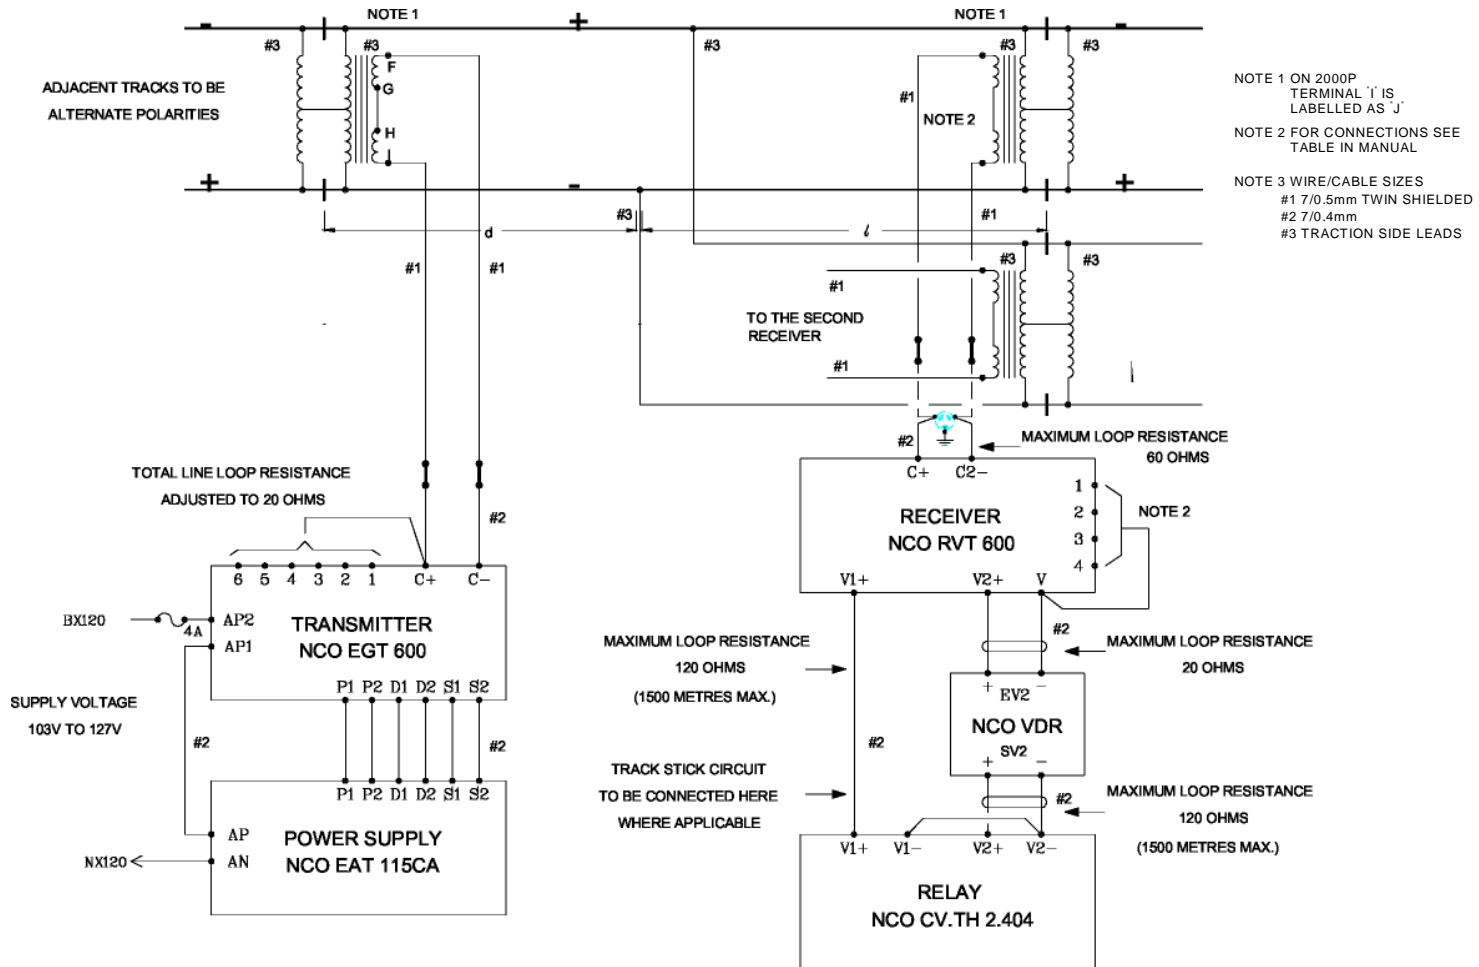 NOTE 1
NOTE 1
- + -
#3 #3 #3 #3 #3
F
G
H
I
ADJACENT TRACKS TO BE
ALTERNATE POLARITIES
#1
NOTE 2
NOTE 1 ON 2000P
TERMINAL 'I' IS
LABELLED AS 'J'
NOTE 2 FOR CONNECTIONS SEE
TABLE IN MANUAL
NOTE 3 WIRE/CABLE SIZES
#1 7/0.5mm TWIN SHIELDED
#2 7/0.4mm
#3 TRACTION SIDE LEADS
+ - +
#3
#1
d
l
#1 #1
#3 #3
#1
TO THE SECOND
RECEIVER
#1
#2
MAXIMUM LOOP RESISTANCE
60 OHMS
TOTAL LINE LOOP RESISTANCE
ADJUSTED TO 20 OHMS
#2
C+ C2-
RECEIVER
NCO RVT 600
1
2
3
4
NOTE 2
V1+ V2+ V
6 5 4 3 2 1 C+ C-
BX120
4A
AP2
AP1
TRANSMITTER
NCO EGT 600
P1 P2 D1 D2 S1 S2
SUPPLY VOLTAGE
103V TO 127V
#2
#2
P1 P2 D1 D2 S1 S2
AP
AN
NX120
POWER SUPPLY
NCO EAT 115CA
MAXIMUM LOOP RESISTANCE
120 OHMS
(1500 METRES MAX.)
#2
#2
MAXIMUM LOOP RESISTANCE
20 OHMS
+ EV2 -
NCO VDR
SV2
+ -
TRACK STICK CIRCUIT
TO BE CONNECTED HERE
WHERE APPLICABLE
#2
MAXIMUM LOOP RESISTANCE
120 OHMS
(1500 METRES MAX.)
V1+ V1- V2+ V2-
RELAY
NCO CV.TH 2.404